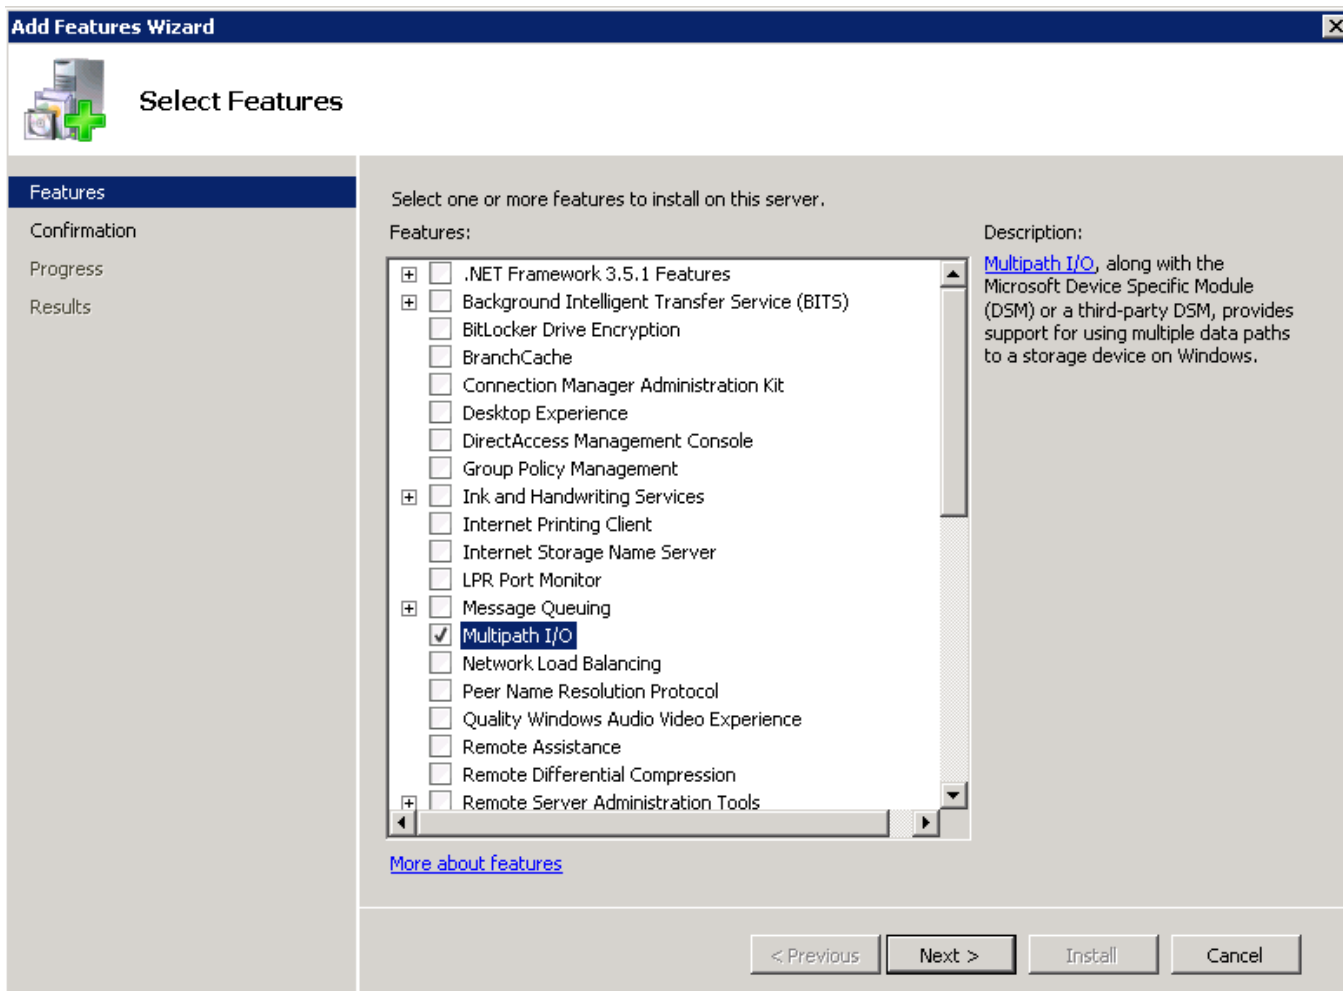 Add Features Wizard
Select Features
Features
Confirmation
Progress
Results
Select one or more features to install on this server.
Features:
.NET Framework 3.5.1 Features
Background Intelligent Transfer Service (BITS)
BitLocker Drive Encryption
BranchCache
Connection Manager Administration Kit
Desktop Experience
DirectAccess Management Console
Group Policy Management
Ink and Handwriting Services
Internet Printing Client
Internet Storage Name Server
LPR Port Monitor
Message Queuing
Multipath I/O
Network Load Balancing
Peer Name Resolution Protocol
Quality Windows Audio Video Experience
Remote Assistance
Remote Differential Compression
Remote Server Administration Tools
More about features
Description:
Multipath I/O, along with the
Microsoft Device Specific Module
(DSM) or a third-party DSM, provides
support for using multiple data paths
to a storage device on Windows.
< Previous
Next >
Install
Cancel